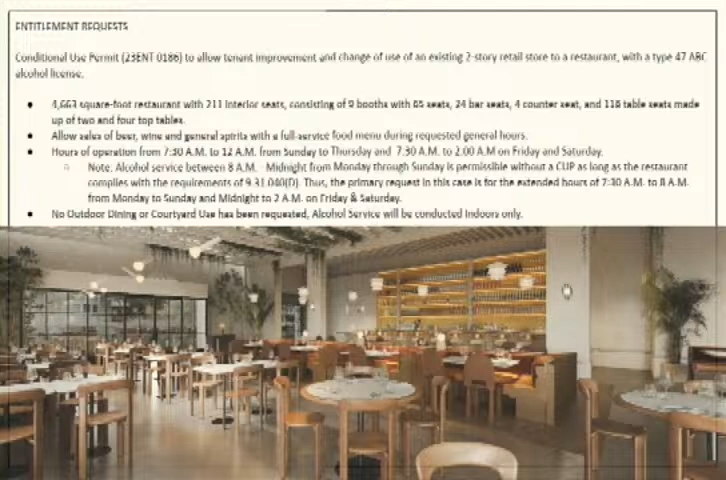 ENTITLEMENT REQUESTS
Conditional Use Permit (23ENT-0186) to allow tenant improvement and change of use of an existing 2-story retail store to a restaurant, with a type 47 ABC
alcohol license.
● 4,663 square-foot restaurant with 211 interior seats, consisting of 9 booths with 65 seats, 24 bar seats, 4 counter seat, and 118 table seats made
up of two and four top tables.
● Allow sales of beer, wine and general spirits with a full-service food menu during requested general hours.
● Hours of operation from 7:30 A.M. to 12 A.M. from Sunday to Thursday and 7:30 A.M. to 2:00 A.M on Friday and Saturday.
○ Note: Alcohol service between 8 A.M. - Midnight from Monday through Sunday is permissible without a CUP as long as the restaurant
complies with the requirements of 9.31.040(D). Thus, the primary request in this case is for the extended hours of 7:30 A.M. to 8 A.M.
from Monday to Sunday and Midnight to 2 A.M. on Friday & Saturday.
● No Outdoor Dining or Courtyard Use has been requested, Alcohol Service will be conducted Indoors only.